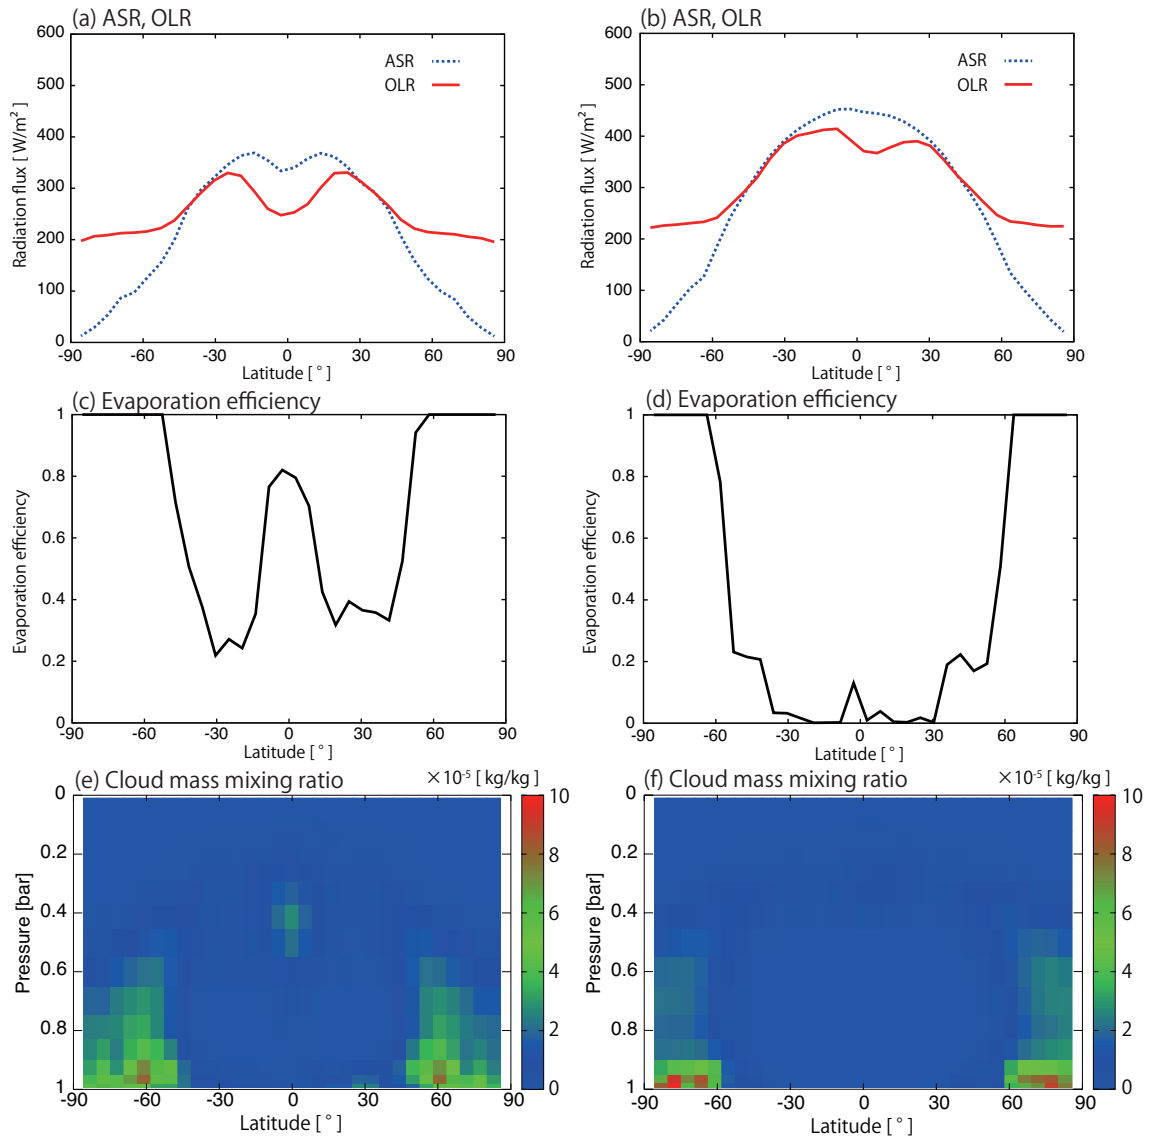 (a) ASR, OLR
600
500
400
300
200
100
0
Radiation flux [ W/m² ]
ASR
OLR
-90 -60 -30 0 30 60 90
Latitude [ ° ]
(b) ASR, OLR
600
500
400
300
200
100
0
Radiation flux [ W/m² ]
ASR
OLR
-90 -60 -30 0 30 60 90
Latitude [ ° ]
(c) Evaporation efficiency
1
0.8
0.6
0.4
0.2
0
Evaporation efficiency
-90 -60 -30 0 30 60 90
Latitude [ ° ]
(d) Evaporation efficiency
1
0.8
0.6
0.4
0.2
0
Evaporation efficiency
-90 -60 -30 0 30 60 90
Latitude [ ° ]
(e) Cloud mass mixing ratio
×10⁻⁵ [ kg/kg ]
0
0.2
0.4
0.6
0.8
1
Pressure [bar]
10
8
6
4
2
0
-90 -60 -30 0 30 60 90
Latitude [ ° ]
(f) Cloud mass mixing ratio
×10⁻⁵ [ kg/kg ]
0
0.2
0.4
0.6
0.8
1
Pressure [bar]
10
8
6
4
2
0
-90 -60 -30 0 30 60 90
Latitude [ ° ]